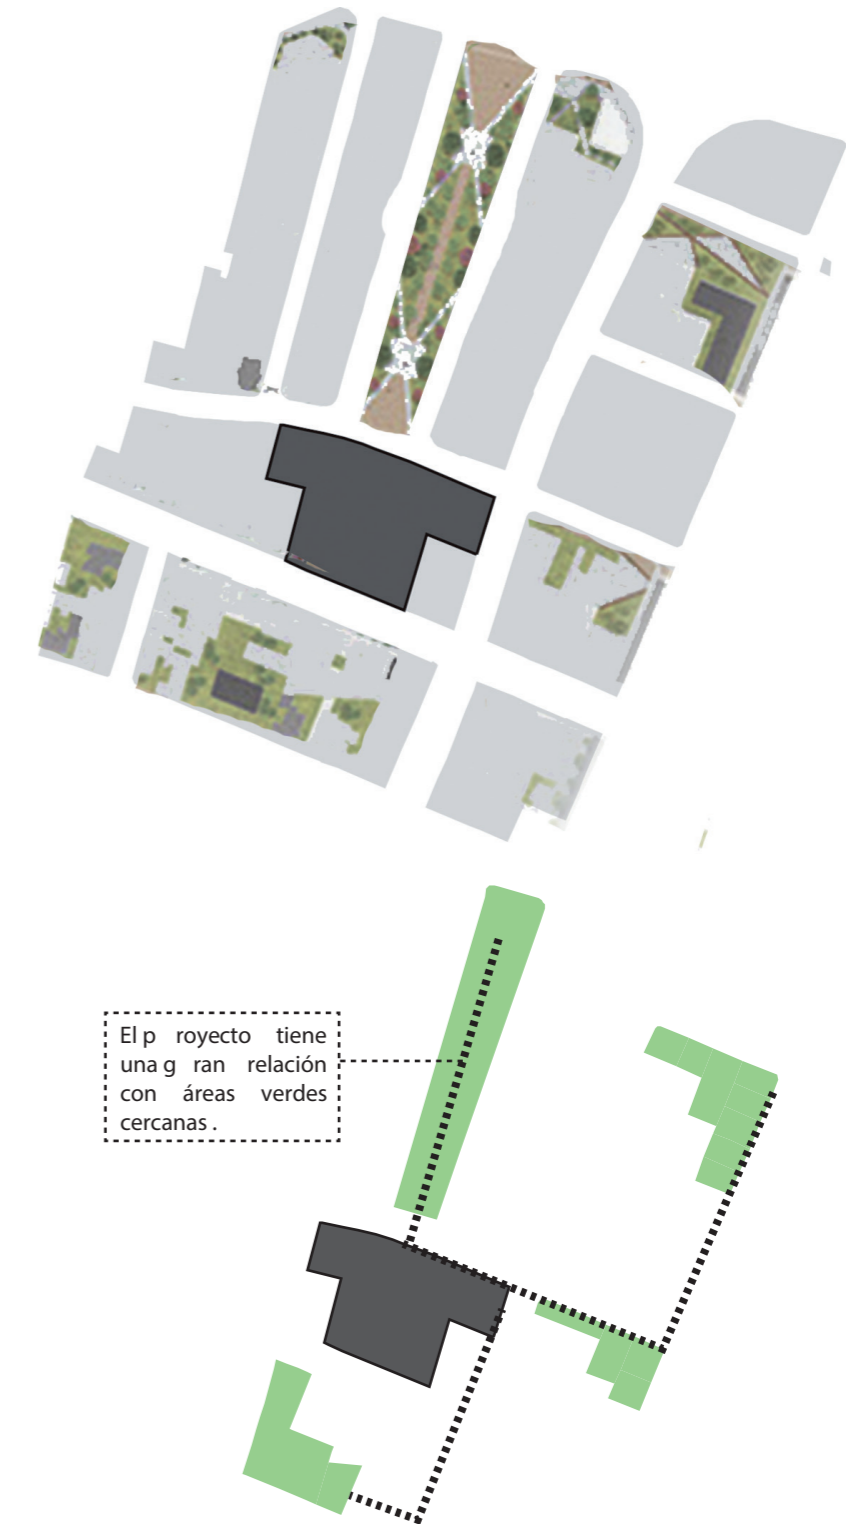 El p royecto tiene
una g ran relación
con áreas verdes
cercanas .